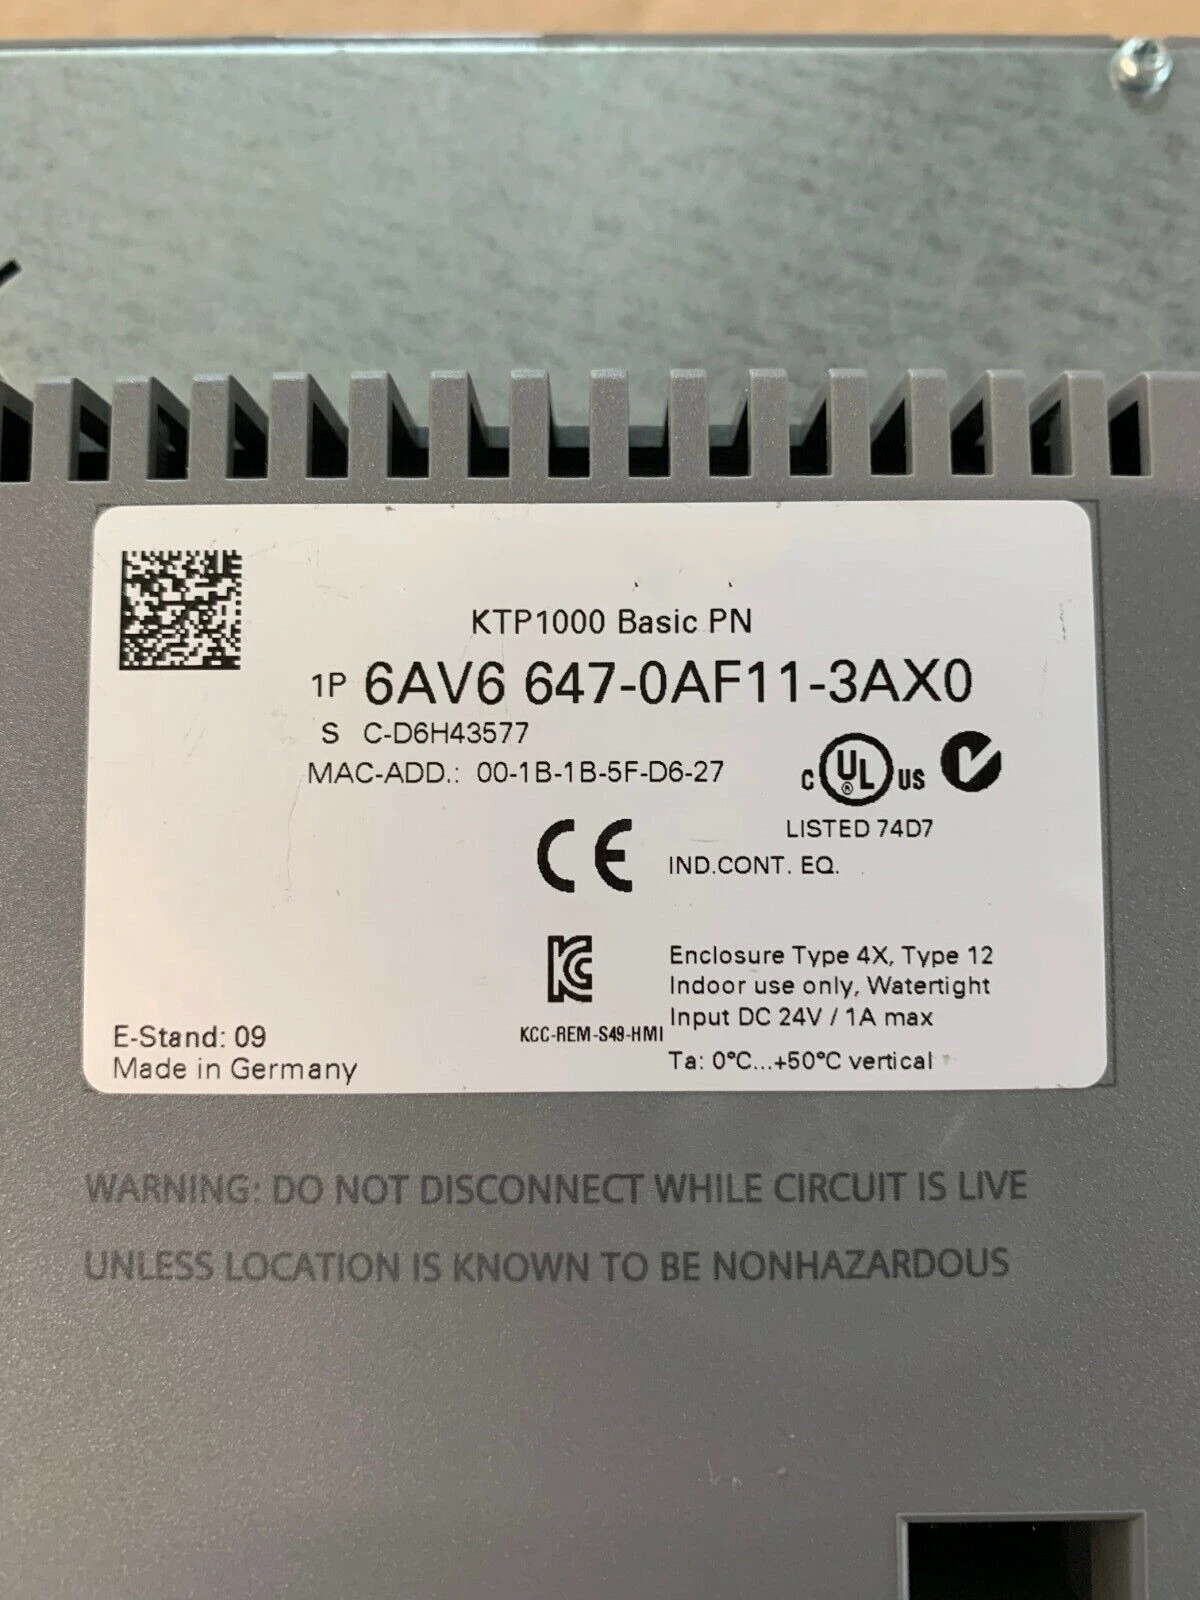 KTP1000 Basic PN
1P 6AV6 647-0AF11-3AX0
S C-D6H43577
MAC-ADD.: 00-1B-1B-5F-D6-27
C UL ® US
LISTED 74D7
CE
IND.CONT. EQ.
KC
Enclosure Type 4X, Type 12
Indoor use only, Watertight
Input DC 24V / 1A max
KCC-REM-S49-HMI
Ta: 0°C...+50°C vertical
E-Stand: 09
Made in Germany
WARNING: DO NOT DISCONNECT WHILE CIRCUIT IS LIVE
UNLESS LOCATION IS KNOWN TO BE NONHAZARDOUS